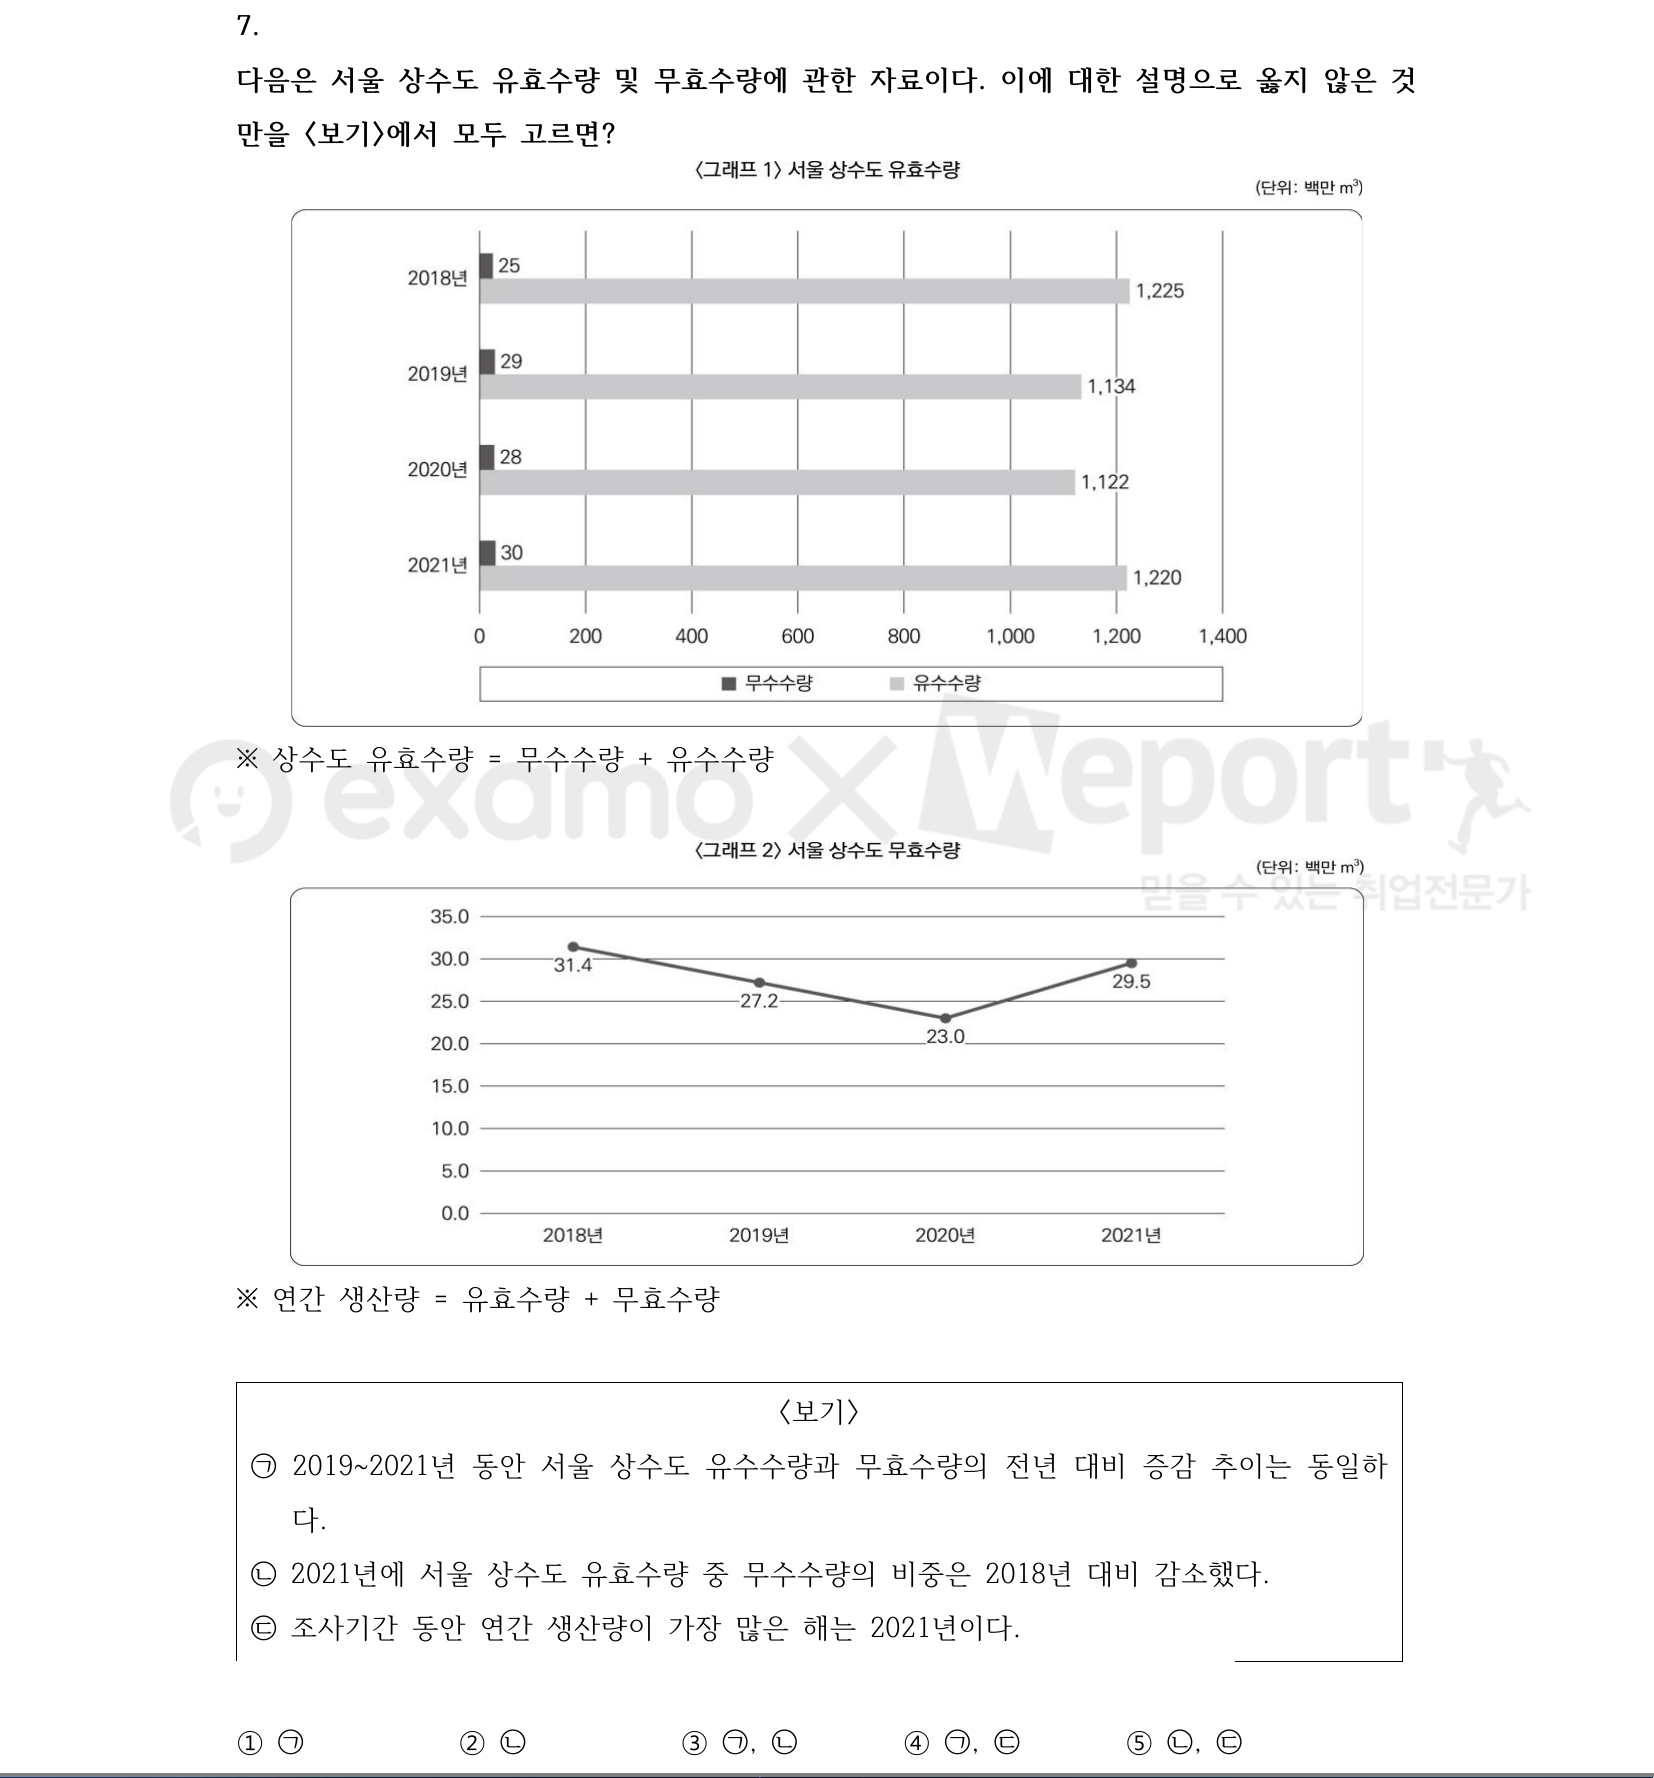 7.
다음은 서울 상수도 유효수량 및 무효수량에 관한 자료이다. 이에 대한 설명으로 옳지 않은 것
만을 〈보기〉에서 모두 고르면?
〈그래프 1〉 서울 상수도 유효수량
(단위: 백만 m³)
2018년 25 1,225
2019년 29 1,134
2020년 28 1,122
2021년 30 1,220
0 200 400 600 800 1,000 1,200 1,400
무수수량 유수수량
※ 상수도 유효수량 = 무수수량 + 유수수량
examo × Weport
〈그래프 2〉 서울 상수도 무효수량
(단위: 백만 m³)
믿을 수 있는 취업전문가
35.0
30.0
25.0
20.0
15.0
10.0
5.0
0.0
31.4 27.2 23.0 29.5
2018년 2019년 2020년 2021년
※ 연간 생산량 = 유효수량 + 무효수량
〈보기〉
㉠ 2019~2021년 동안 서울 상수도 유수수량과 무효수량의 전년 대비 증감 추이는 동일하
다.
㉡ 2021년에 서울 상수도 유효수량 중 무수수량의 비중은 2018년 대비 감소했다.
㉢ 조사기간 동안 연간 생산량이 가장 많은 해는 2021년이다.
① ㉠ ② ㉡ ③ ㉠, ㉡ ④ ㉠, ㉢ ⑤ ㉡, ㉢